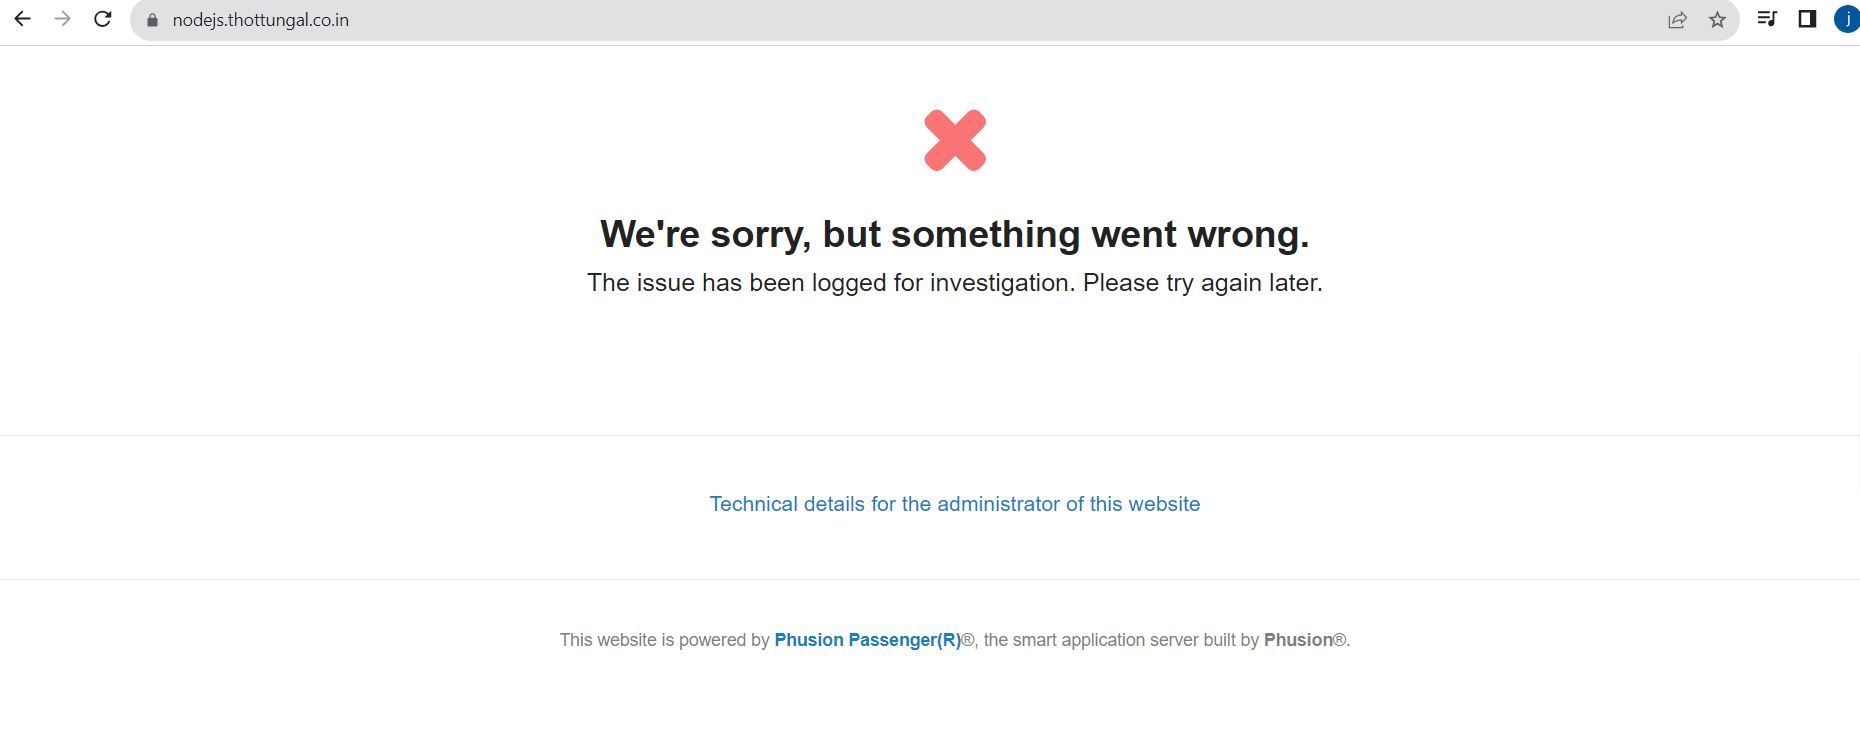 nodejs.thottungal.co.in
j
We're sorry, but something went wrong.
The issue has been logged for investigation. Please try again later.
Technical details for the administrator of this website
This website is powered by Phusion Passenger(R)®, the smart application server built by Phusion®.